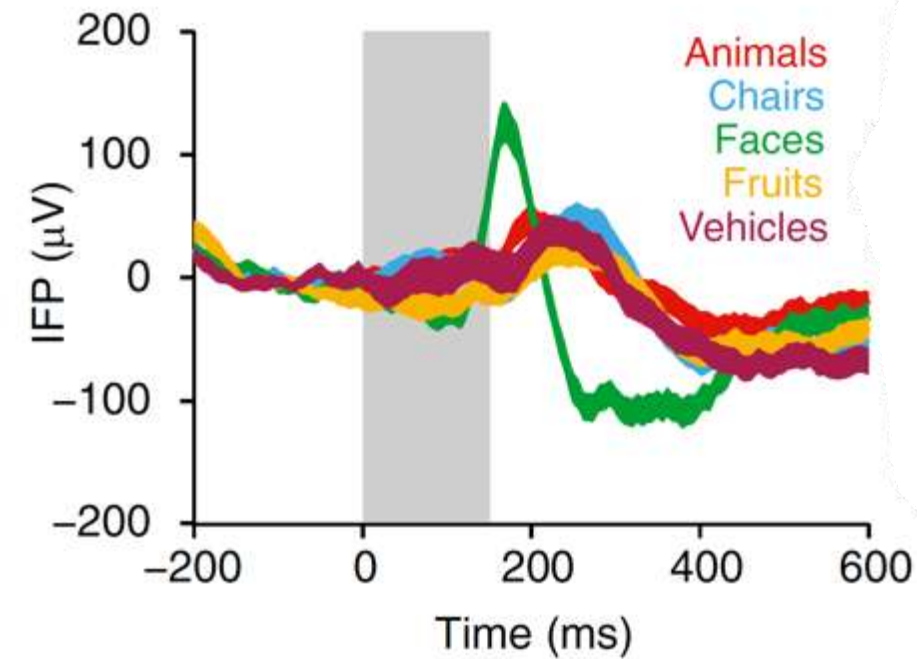 200
100
0
−100
−200
IFP (μV)
−200 0 200 400 600
Time (ms)
Animals
Chairs
Faces
Fruits
Vehicles